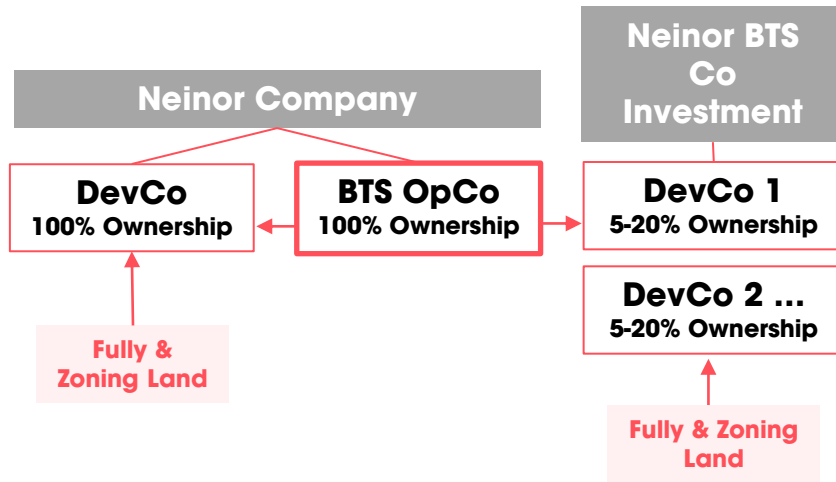 Neinor Company
Neinor BTS
Co
Investment
DevCo
100% Ownership
BTS OpCo
100% Ownership
DevCo 1
5-20% Ownership
DevCo 2 ...
5-20% Ownership
Fully &
Zoning Land
Fully & Zoning
Land